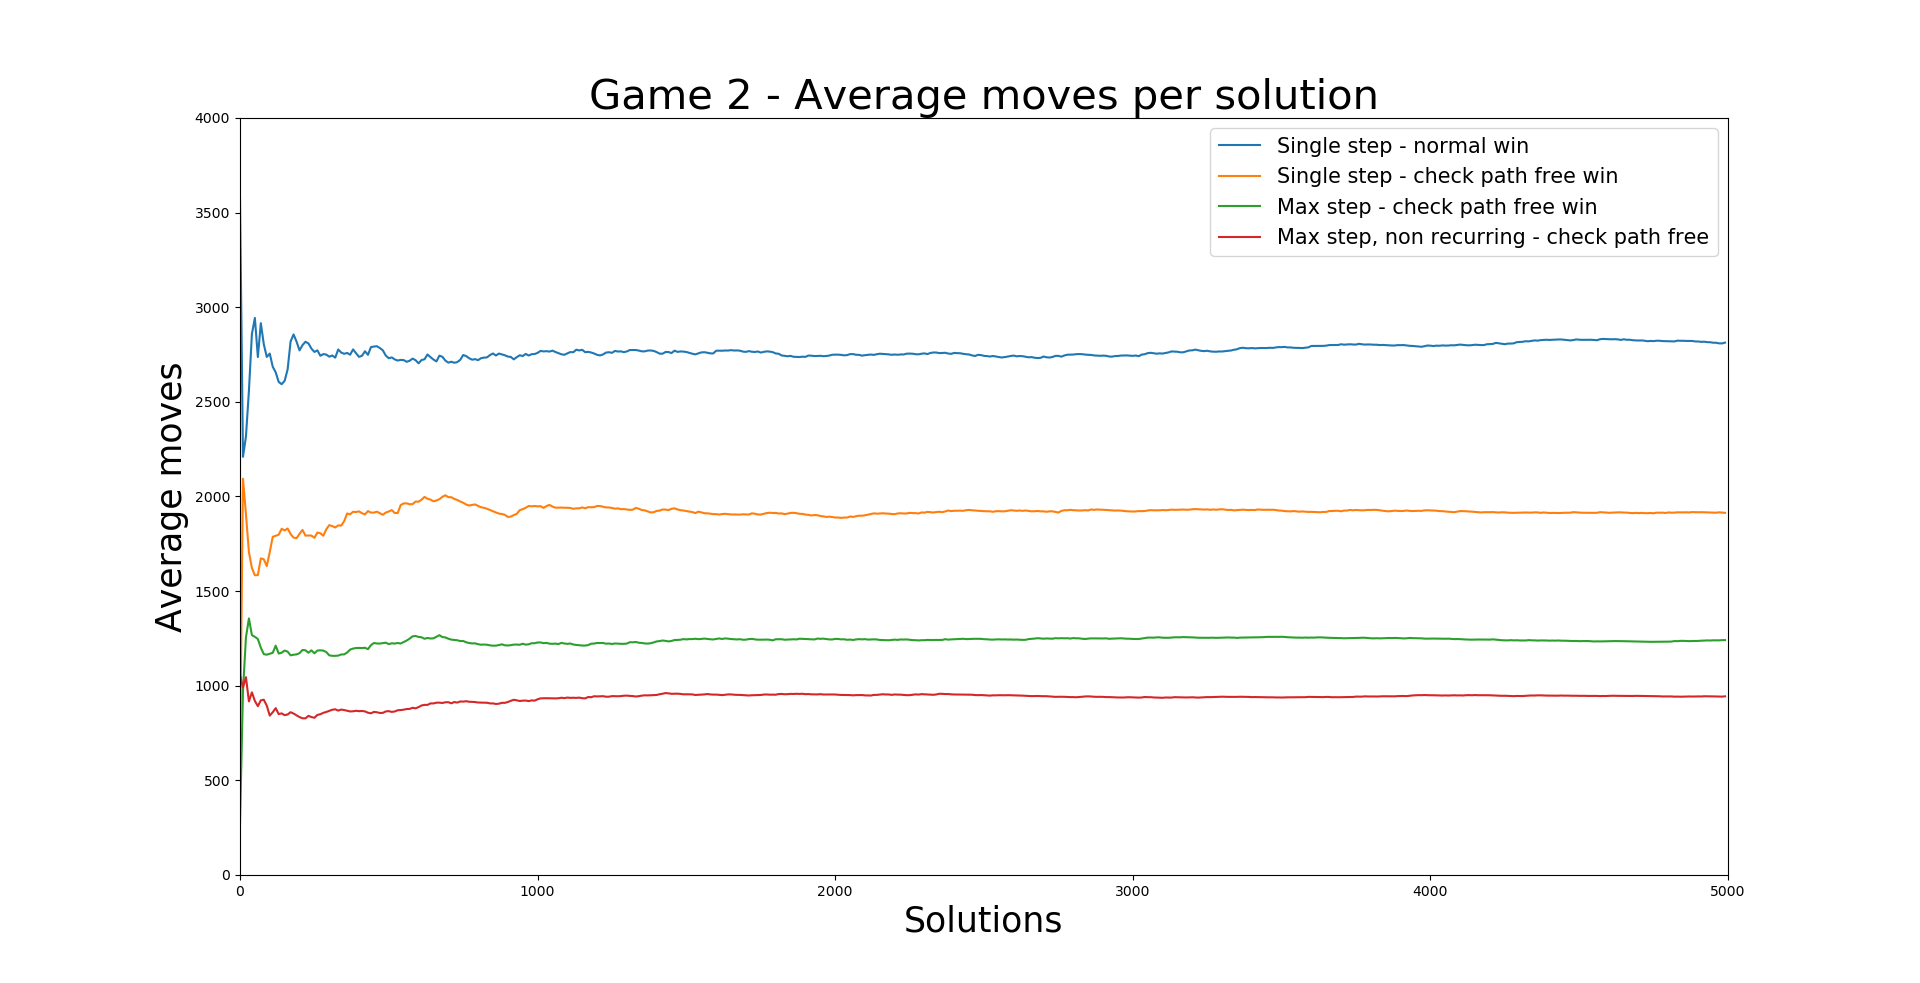 Game 2 - Average moves per solution
Single step - normal win
Single step - check path free win
Max step - check path free win
Max step, non recurring - check path free
4000
3500
3000
2500
2000
1500
1000
500
0
Average moves
0
1000
2000
3000
4000
5000
Solutions